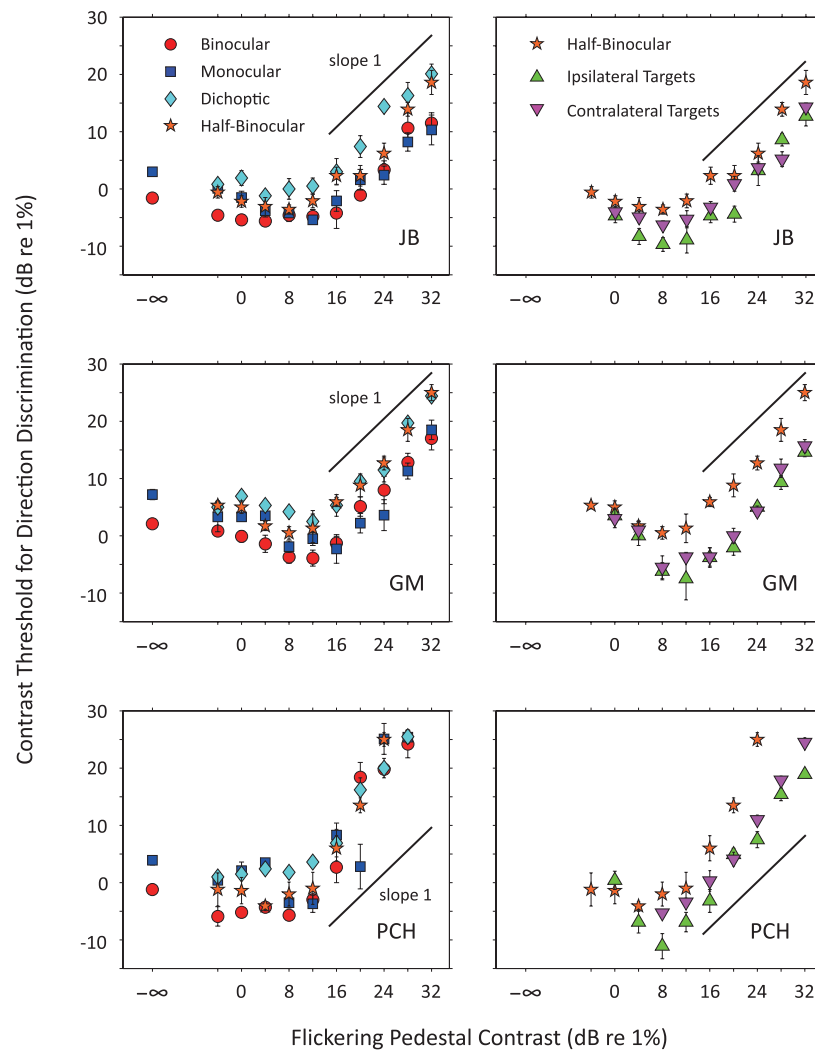 Contrast Threshold for Direction Discrimination (dB re 1%)
30
20
10
0
-10
Binocular
Monocular
Dichoptic
Half-Binocular
slope 1
JB
−∞ 0 8 16 24 32
Half-Binocular
Ipsilateral Targets
Contralateral Targets
JB
−∞ 0 8 16 24 32
30
20
10
0
-10
slope 1
GM
−∞ 0 8 16 24 32
GM
−∞ 0 8 16 24 32
30
20
10
0
-10
slope 1
PCH
−∞ 0 8 16 24 32
PCH
−∞ 0 8 16 24 32
Flickering Pedestal Contrast (dB re 1%)